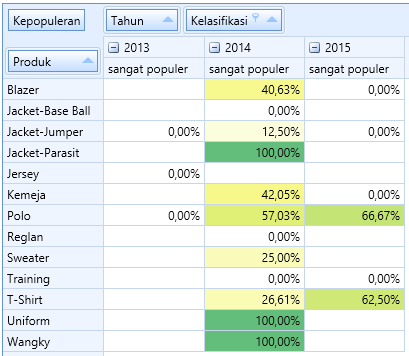 Kepopuleran Tahun Kelasifikasi
2013 2014 2015
Produk sangat populer sangat populer sangat populer
Blazer 40,63% 0,00%
Jacket-Base Ball 0,00%
Jacket-Jumper 0,00% 12,50% 0,00%
Jacket-Parasit 100,00%
Jersey 0,00%
Kemeja 42,05% 0,00%
Polo 0,00% 57,03% 66,67%
Reglan 0,00%
Sweater 25,00%
Training 0,00% 0,00%
T-Shirt 26,61% 62,50%
Uniform 100,00%
Wangky 100,00%